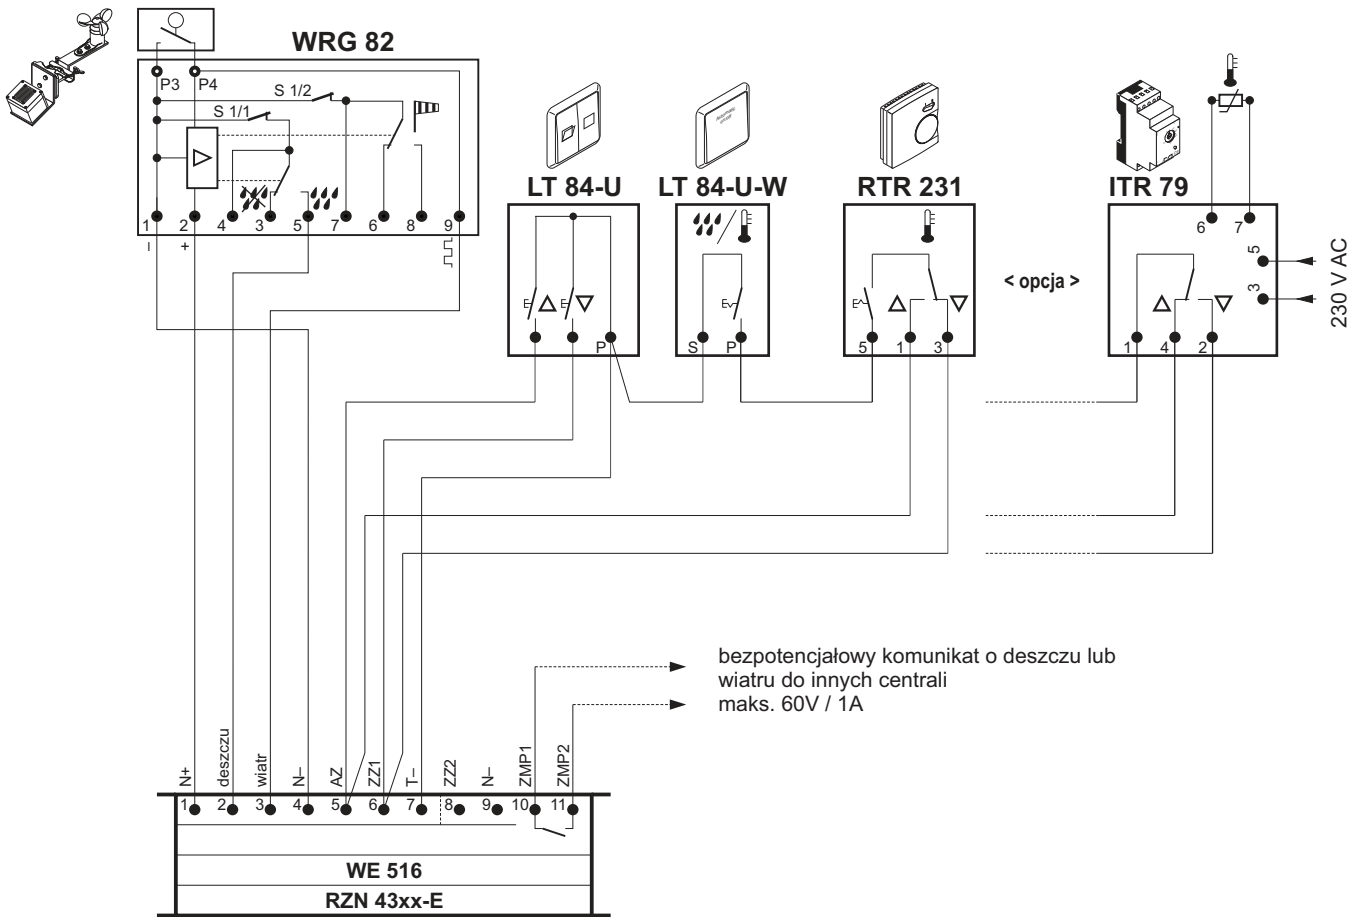 WRG 82
P3 P4
S 1/2
S 1/1
1 2 4 3 5 7 6 8 9
– +
LT 84-U
P
LT 84-U-W
S P
RTR 231
5 1 3
< opcja >
ITR 79
6 7
5
3
230 V AC
1 4 2
bezpotencjałowy komunikat o deszczu lub
wiatru do innych centrali
maks. 60V / 1A
N+ deszczu wiatr N– AZ ZZ1 T– ZZ2 N– ZMP1 ZMP2
1 2 3 4 5 6 7 8 9 10 11
WE 516
RZN 43xx-E